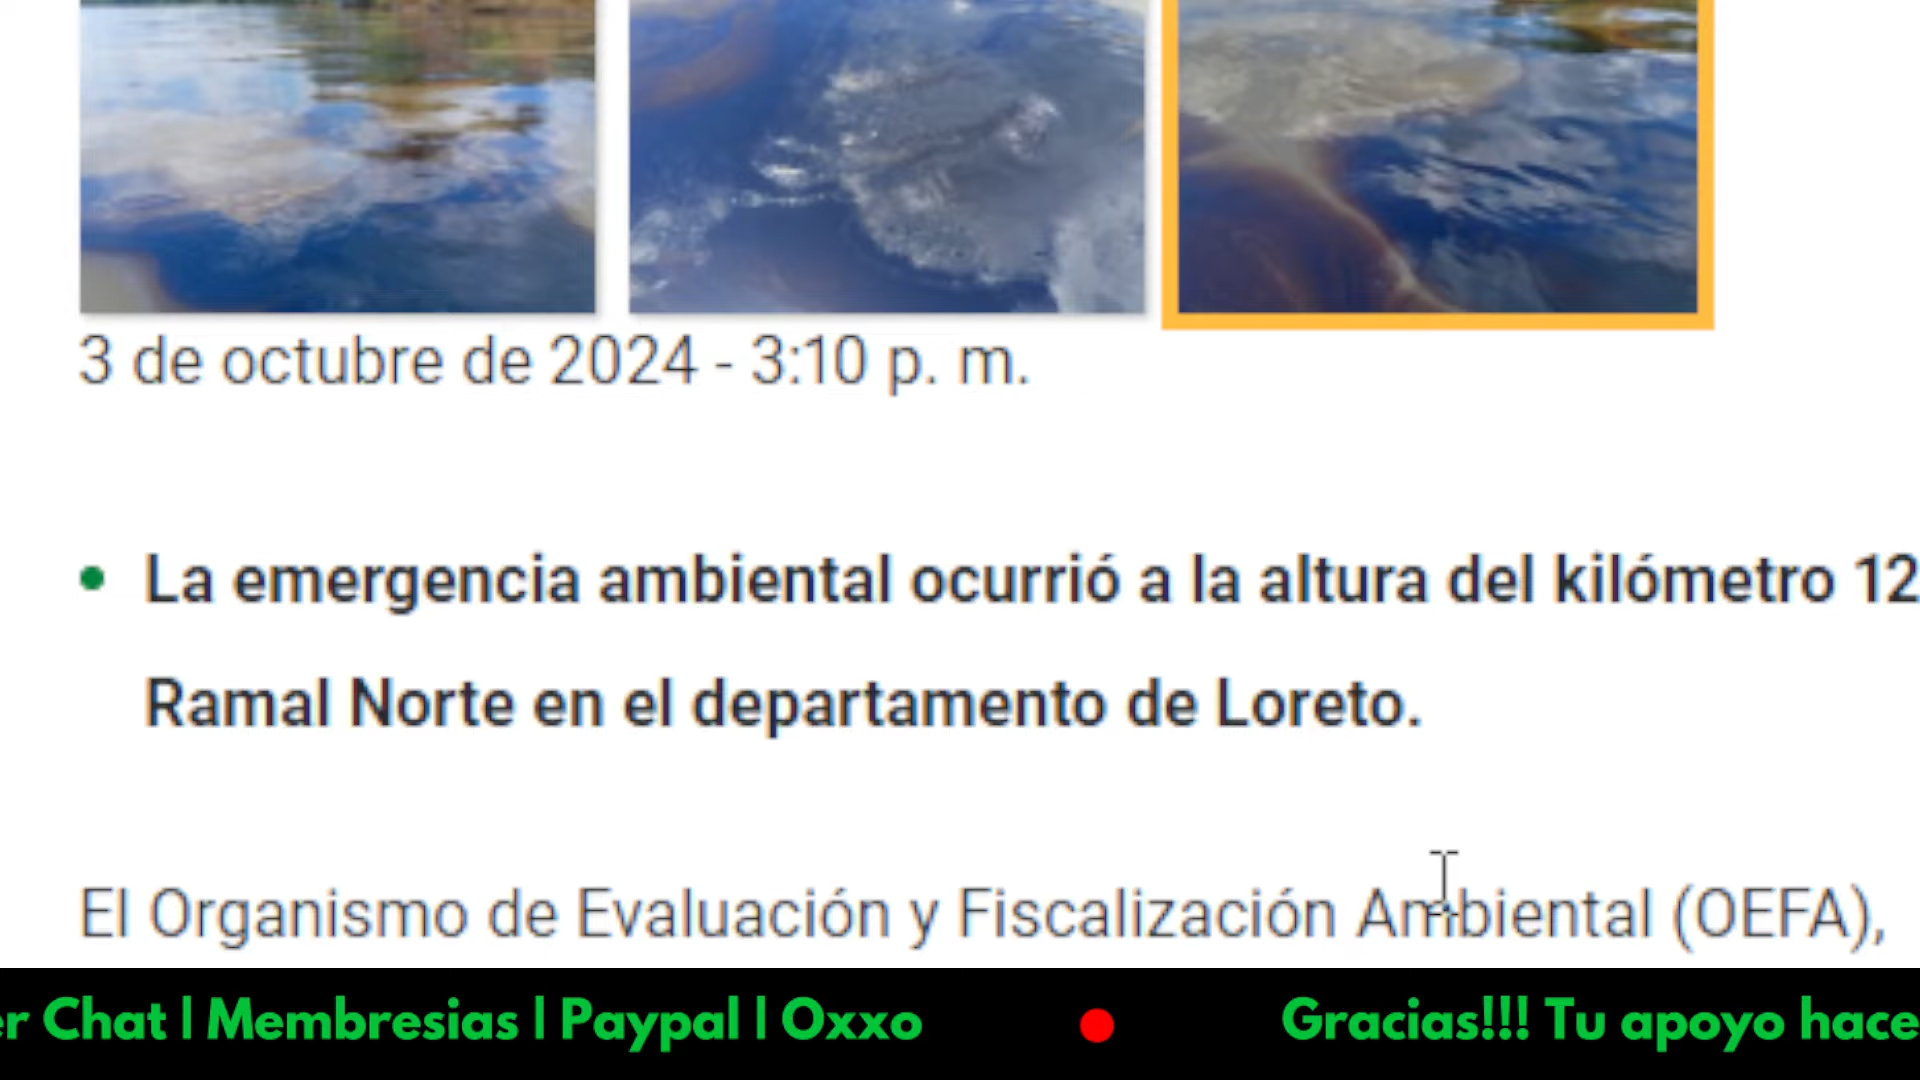 3 de octubre de 2024 - 3:10 p. m.
La emergencia ambiental ocurrió a la altura del kilómetro 12
Ramal Norte en el departamento de Loreto.
El Organismo de Evaluación y Fiscalización Ambiental (OEFA),
er Chat | Membresias | Paypal | Oxxo
Gracias!!! Tu apoyo hace